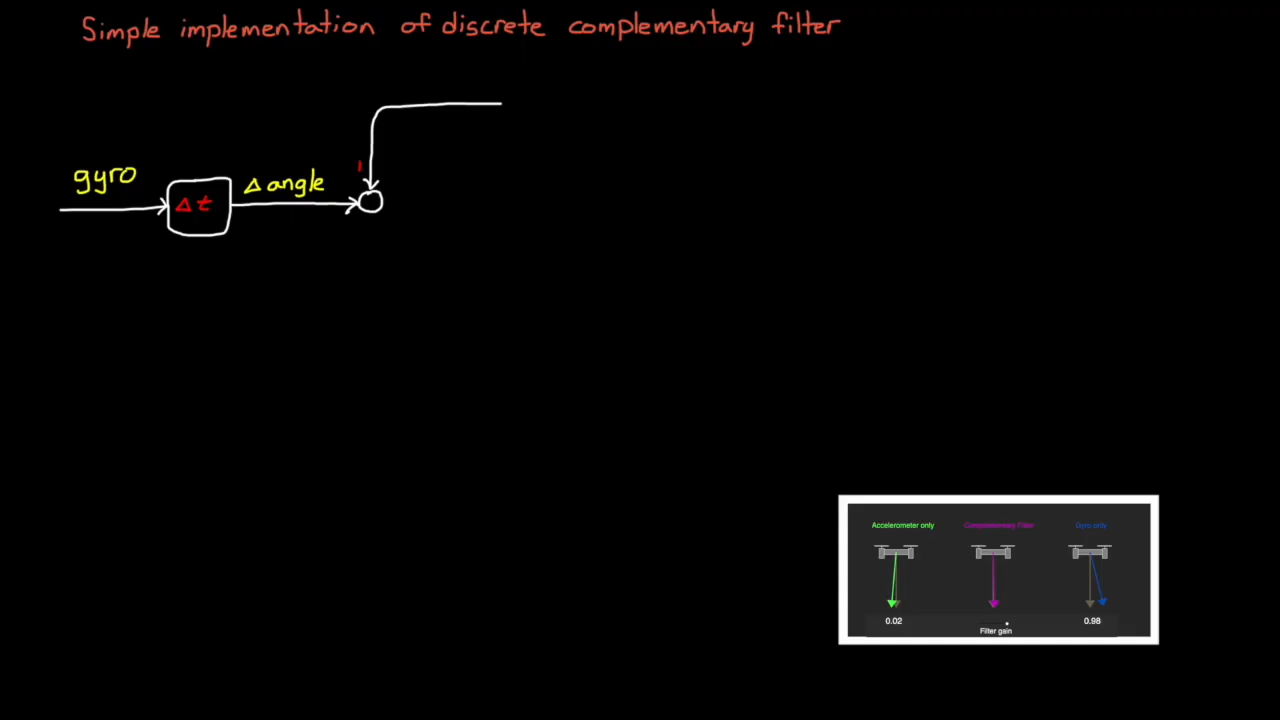 Simple implementation of discrete complementary filter
gyro
Δt
Δ angle
Accelerometer only
Complementary Filter
Gyro only
0.02
0.98
Filter gain